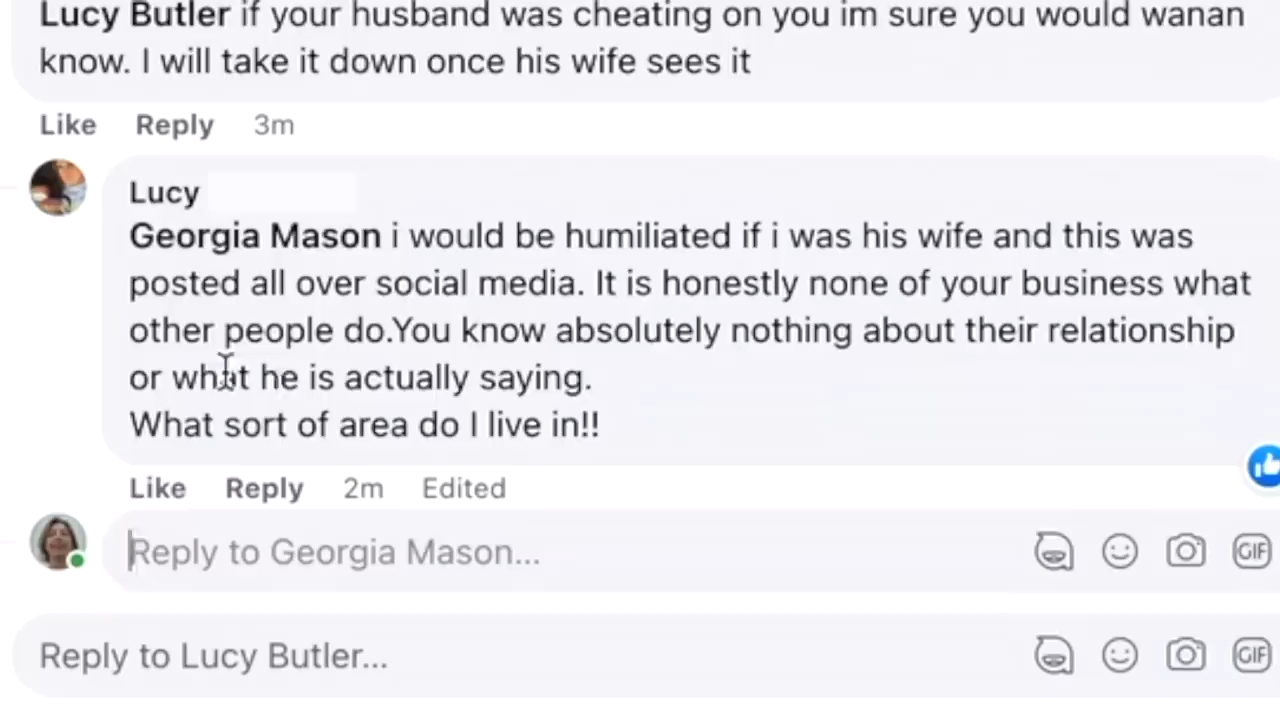 Lucy Butler if your husband was cheating on you im sure you would wanan
know. I will take it down once his wife sees it
Like Reply 3m
Lucy
Georgia Mason i would be humiliated if i was his wife and this was
posted all over social media. It is honestly none of your business what
other people do.You know absolutely nothing about their relationship
or what he is actually saying.
What sort of area do I live in!!
Like Reply 2m Edited
Reply to Georgia Mason...
GIF
Reply to Lucy Butler...
GIF